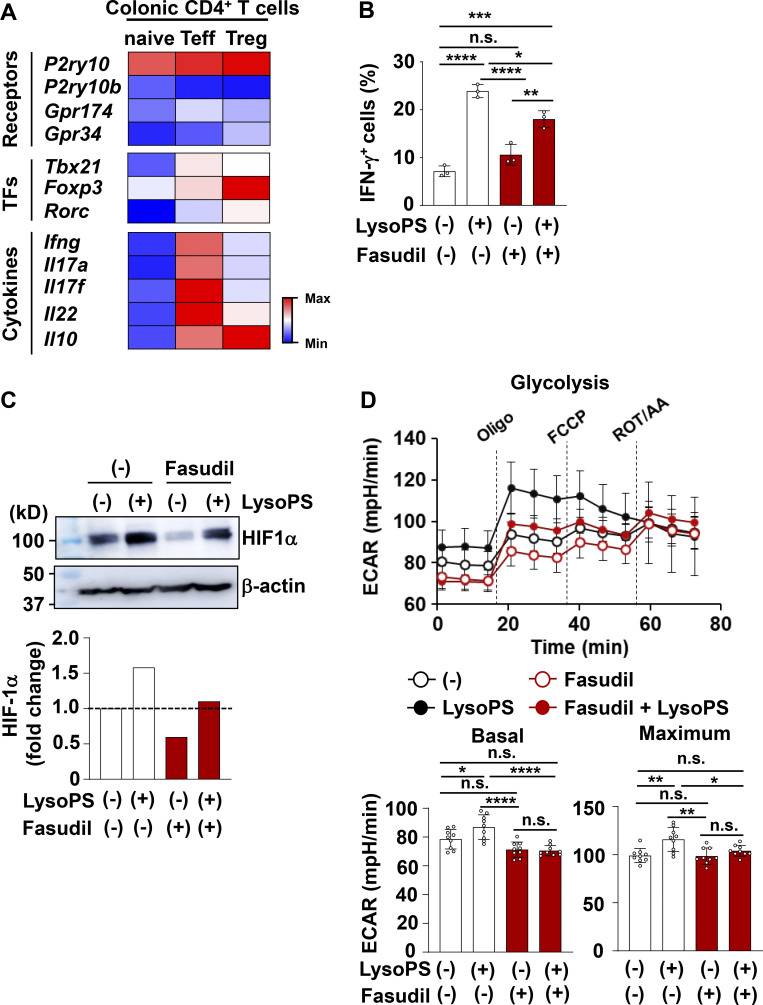 A
Colonic CD4+ T cells
naive Teff Treg
Receptors
P2ry10
P2ry10b
Gpr174
Gpr34
TFs
Tbx21
Foxp3
Rorc
Cytokines
Ifng
Il17a
Il17f
Il22
Il10
Max
Min
B
***
n.s.
**** *
****
**
IFN-γ+ cells (%)
30
20
10
0
LysoPS (-) (+) (-) (+)
Fasudil (-) (-) (+) (+)
C
(-) Fasudil
(-) (+) (-) (+) LysoPS
(kD)
100
HIF1α
50
37
β-actin
HIF-1α
(fold change)
2.0
1.5
1.0
0.5
0
LysoPS (-) (+) (-) (+)
Fasudil (-) (-) (+) (+)
D
Glycolysis
Oligo FCCP ROT/AA
ECAR (mpH/min)
140
120
100
80
60
0 20 40 60 80
Time (min)
(-) Fasudil
LysoPS Fasudil + LysoPS
Basal
n.s.
* ****
n.s.
****
n.s.
ECAR (mpH/min)
100
80
60
40
20
0
LysoPS (-) (+) (-) (+)
Fasudil (-) (-) (+) (+)
Maximum
n.s.
** *
n.s.
**
n.s.
150
100
50
0
(-) (+) (-) (+)
(-) (-) (+) (+)